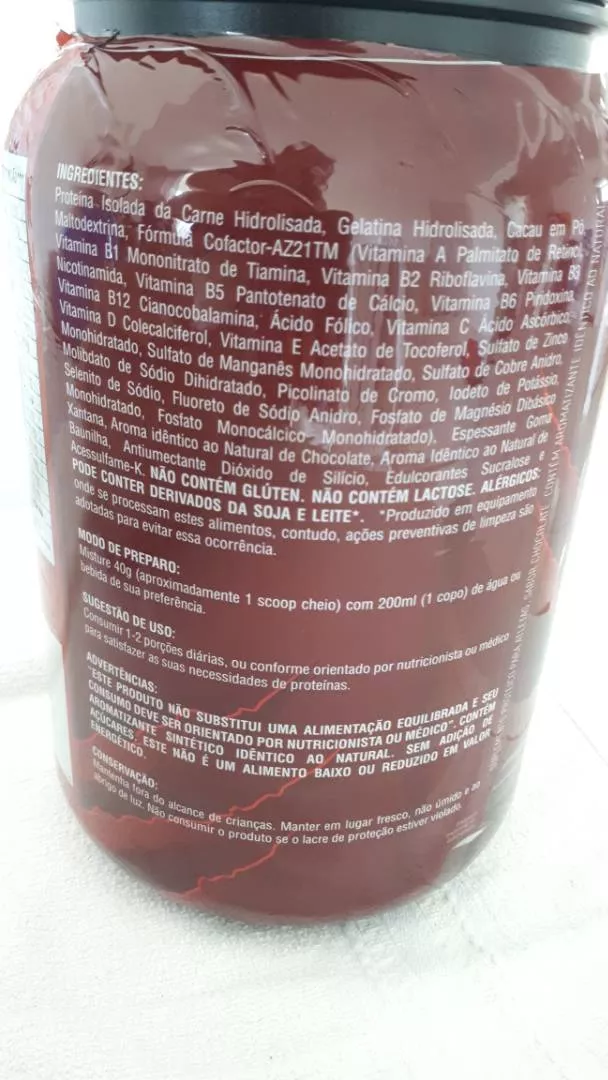 INGREDIENTES:
Proteína Isolada da Carne Hidrolisada, Gelatina Hidrolisada, Cacau em Pó,
Maltodextrina, Fórmula Cofactor-AZ21TM (Vitamina A Palmitato de Retinol,
Vitamina B1 Mononitrato de Tiamina, Vitamina B2 Riboflavina, Vitamina B3
Nicotinamida, Vitamina B5 Pantotenato de Cálcio, Vitamina B6 Piridoxina,
Vitamina B12 Cianocobalamina, Ácido Fólico, Vitamina C Ácido Ascórbico,
Vitamina D Colecalciferol, Vitamina E Acetato de Tocoferol, Sulfato de Zinco
Monohidratado, Sulfato de Manganês Monohidratado, Sulfato de Cobre Anidro,
Molibdato de Sódio Dihidratado, Picolinato de Cromo, Iodeto de Potássio,
Selenito de Sódio, Fluoreto de Sódio Anidro, Fosfato de Magnésio Dibásico
Monohidratado, Fosfato Monocálcico Monohidratado). Espessante Goma
Xantana, Aroma idêntico ao Natural de Chocolate, Aroma Idêntico ao Natural de
Baunilha, Antiumectante Dióxido de Silício, Edulcorantes Sucralose e
Acessulfame-K. NÃO CONTÉM GLÚTEN. NÃO CONTÉM LACTOSE. ALÉRGICOS:
PODE CONTER DERIVADOS DA SOJA E LEITE*. *Produzido em equipamento
onde se processam estes alimentos, contudo, ações preventivas de limpeza são
adotadas para evitar essa ocorrência.
MODO DE PREPARO:
Misture 40g (aproximadamente 1 scoop cheio) com 200ml (1 copo) de água ou
bebida de sua preferência.
SUGESTÃO DE USO:
Consumir 1-2 porções diárias, ou conforme orientado por nutricionista ou médico
para satisfazer as suas necessidades de proteínas.
ADVERTÊNCIAS:
"ESTE PRODUTO NÃO SUBSTITUI UMA ALIMENTAÇÃO EQUILIBRADA E SEU
CONSUMO DEVE SER ORIENTADO POR NUTRICIONISTA OU MÉDICO". CONTÉM
AROMATIZANTE SINTÉTICO IDÊNTICO AO NATURAL. SEM ADIÇÃO DE
AÇÚCARES. ESTE NÃO É UM ALIMENTO BAIXO OU REDUZIDO EM VALOR
ENERGÉTICO.
CONSERVAÇÃO:
Mantenha fora do alcance de crianças. Manter em lugar fresco, não úmido e ao
abrigo de luz. Não consumir o produto se o lacre de proteção estiver violado.
SUPLEMENTO PROTEICO PARA ATLETAS SABOR CHOCOLATE CONTÉM AROMATIZANTE IDÊNTICO AO NATURAL